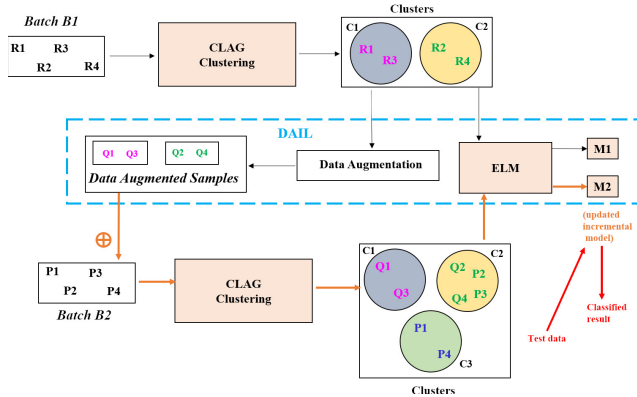 Batch B1
Clusters
R1 R3
R2 R4
CLAG
Clustering
C1
R1
R3
C2
R2
R4
DAIL
Q1 Q3
Q2 Q4
Data Augmented Samples
Data Augmentation
ELM
M1
M2
(updated
incremental
model)
⊕
P1 P3
P2 P4
Batch B2
CLAG
Clustering
C1
Q1
Q3
C2
Q2 P2
Q4 P3
P1
P4
C3
Clusters
Test data
Classified
result